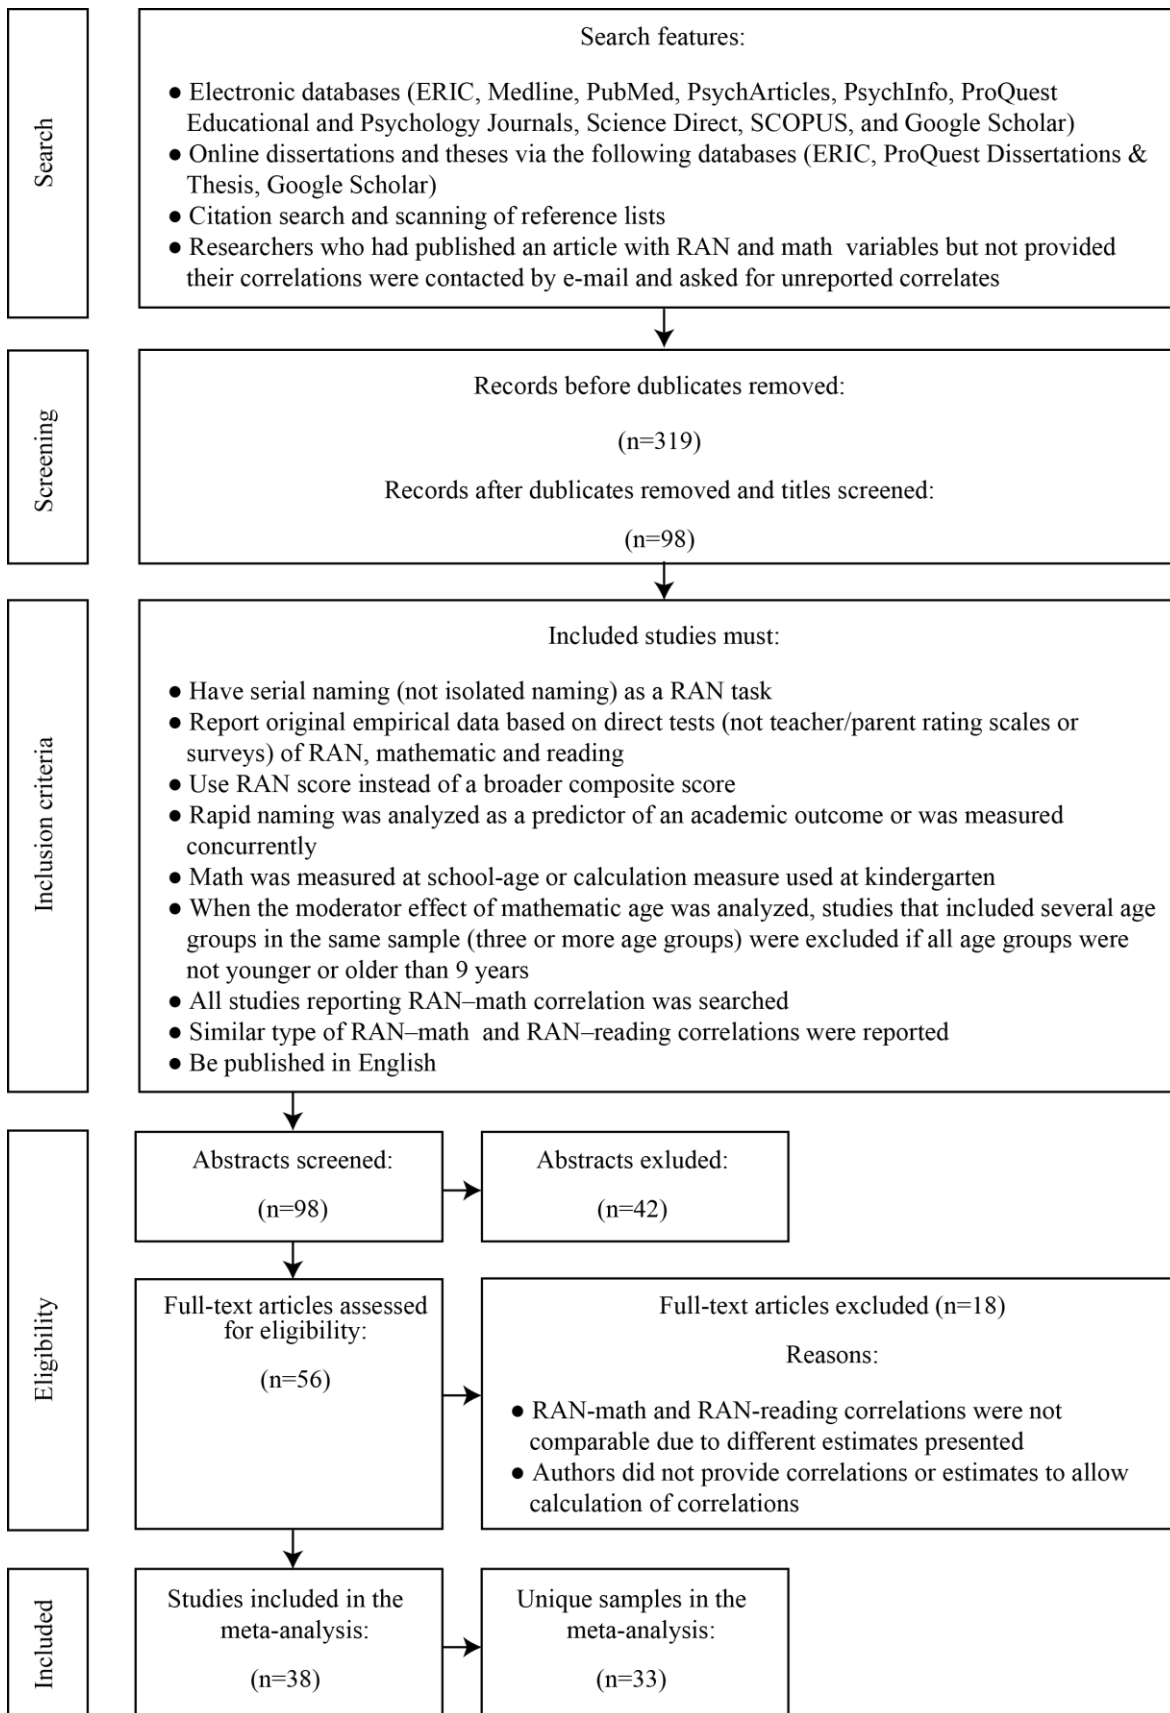 Search
Search features:
● Electronic databases (ERIC, Medline, PubMed, PsychArticles, PsychInfo, ProQuest
Educational and Psychology Journals, Science Direct, SCOPUS, and Google Scholar)
● Online dissertations and theses via the following databases (ERIC, ProQuest Dissertations &
Thesis, Google Scholar)
● Citation search and scanning of reference lists
● Researchers who had published an article with RAN and math variables but not provided
their correlations were contacted by e-mail and asked for unreported correlates
Screening
Records before dublicates removed:
(n=319)
Records after dublicates removed and titles screened:
(n=98)
Inclusion criteria
Included studies must:
● Have serial naming (not isolated naming) as a RAN task
● Report original empirical data based on direct tests (not teacher/parent rating scales or
surveys) of RAN, mathematic and reading
● Use RAN score instead of a broader composite score
● Rapid naming was analyzed as a predictor of an academic outcome or was measured
concurrently
● Math was measured at school-age or calculation measure used at kindergarten
● When the moderator effect of mathematic age was analyzed, studies that included several age
groups in the same sample (three or more age groups) were excluded if all age groups were
not younger or older than 9 years
● All studies reporting RAN–math correlation was searched
● Similar type of RAN–math and RAN–reading correlations were reported
● Be published in English
Eligibility
Abstracts screened:
(n=98)
Abstracts exluded:
(n=42)
Full-text articles assessed
for eligibility:
(n=56)
Full-text articles excluded (n=18)
Reasons:
● RAN-math and RAN-reading correlations were not
comparable due to different estimates presented
● Authors did not provide correlations or estimates to allow
calculation of correlations
Included
Studies included in the
meta-analysis:
(n=38)
Unique samples in the
meta-analysis:
(n=33)